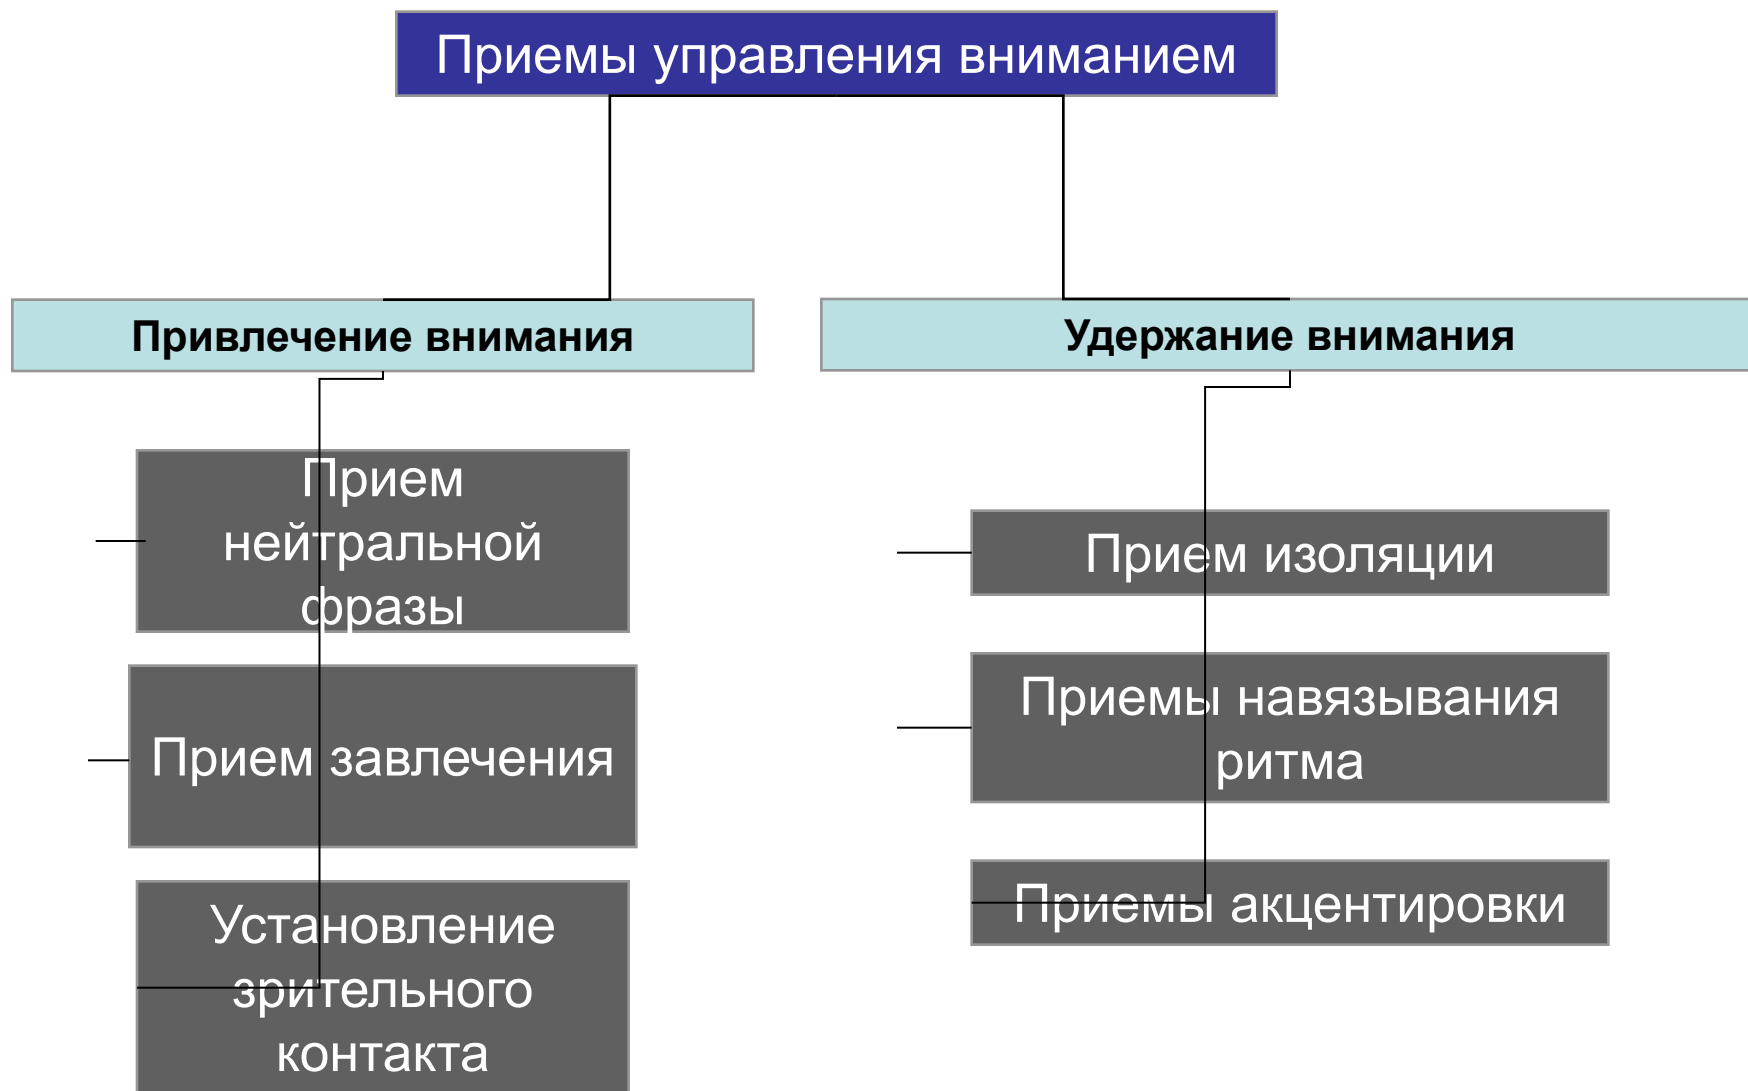 Приемы управления вниманием
Привлечение внимания
Удержание внимания
Прием
нейтральной
фразы
Прием завлечения
Установление
зрительного
контакта
Прием изоляции
Приемы навязывания
ритма
Приемы акцентировки